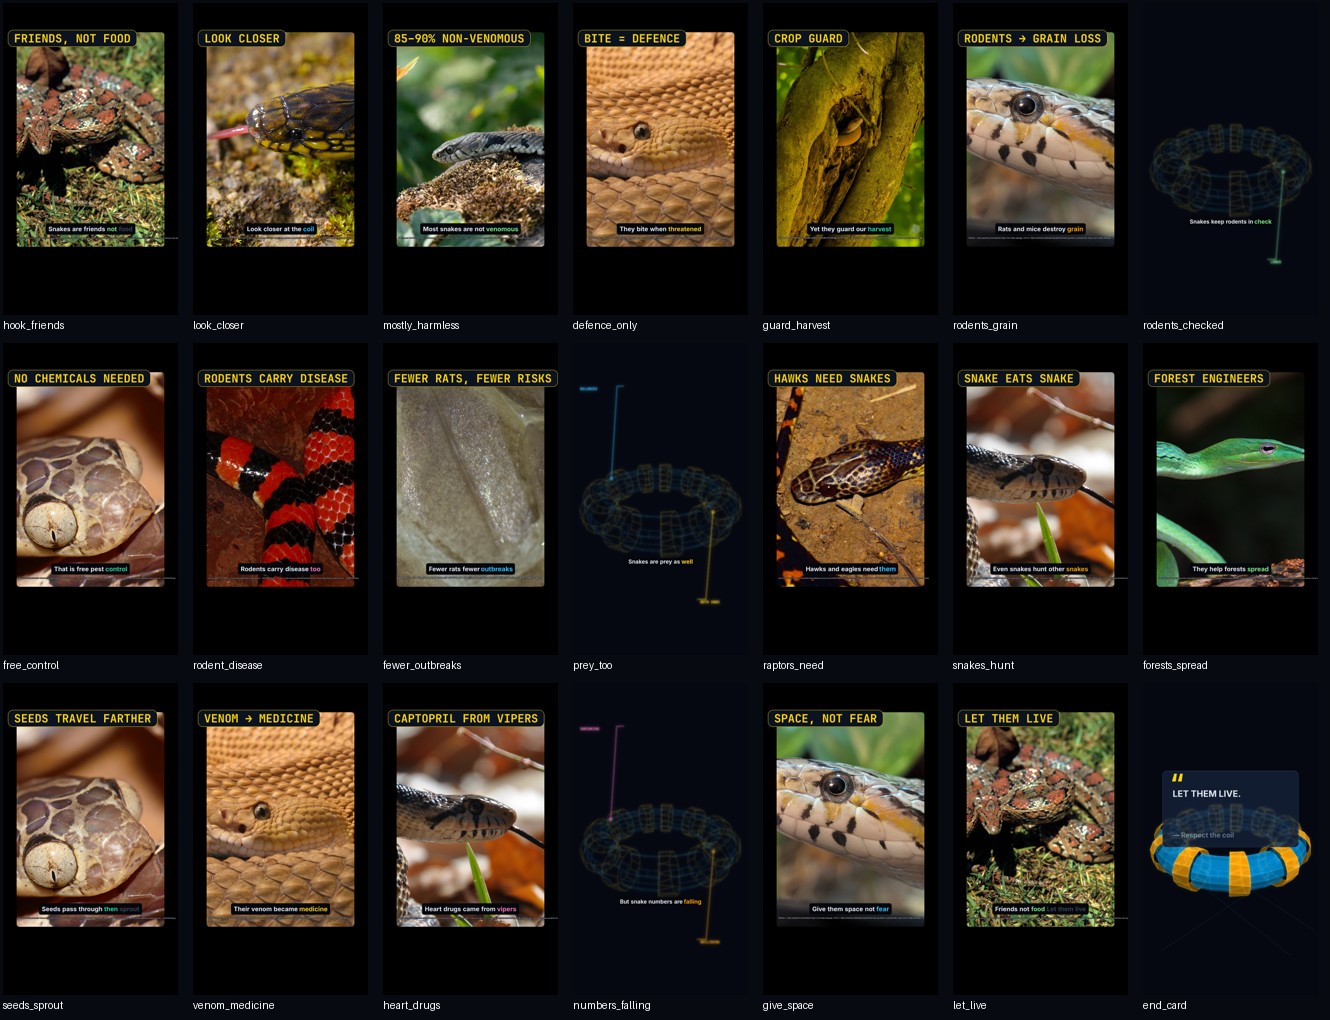 FRIENDS, NOT FOOD
Snakes are friends not food
hook_friends
LOOK CLOSER
Look closer at the coil
look_closer
85–90% NON-VENOMOUS
Most snakes are not venomous
mostly_harmless
BITE = DEFENCE
They bite when threatened
defence_only
CROP GUARD
Yet they guard our harvest
guard_harvest
RODENTS → GRAIN LOSS
Rats and mice destroy grain
rodents_grain
Snakes keep rodents in check
rodents_checked
NO CHEMICALS NEEDED
That is free pest control
free_control
RODENTS CARRY DISEASE
Rodents carry disease too
rodent_disease
FEWER RATS, FEWER RISKS
Fewer rats fewer outbreaks
fewer_outbreaks
Snakes are prey as well
prey_too
HAWKS NEED SNAKES
Hawks and eagles need them
raptors_need
SNAKE EATS SNAKE
Even snakes hunt other snakes
snakes_hunt
FOREST ENGINEERS
They help forests spread
forests_spread
SEEDS TRAVEL FARTHER
Seeds pass through then sprout
seeds_sprout
VENOM → MEDICINE
Their venom became medicine
venom_medicine
CAPTOPRIL FROM VIPERS
Heart drugs came from vipers
heart_drugs
But snake numbers are falling
numbers_falling
SPACE, NOT FEAR
Give them space not fear
give_space
LET THEM LIVE
Friends not food Let them live
let_live
"
LET THEM LIVE.
— Respect the coil
end_card